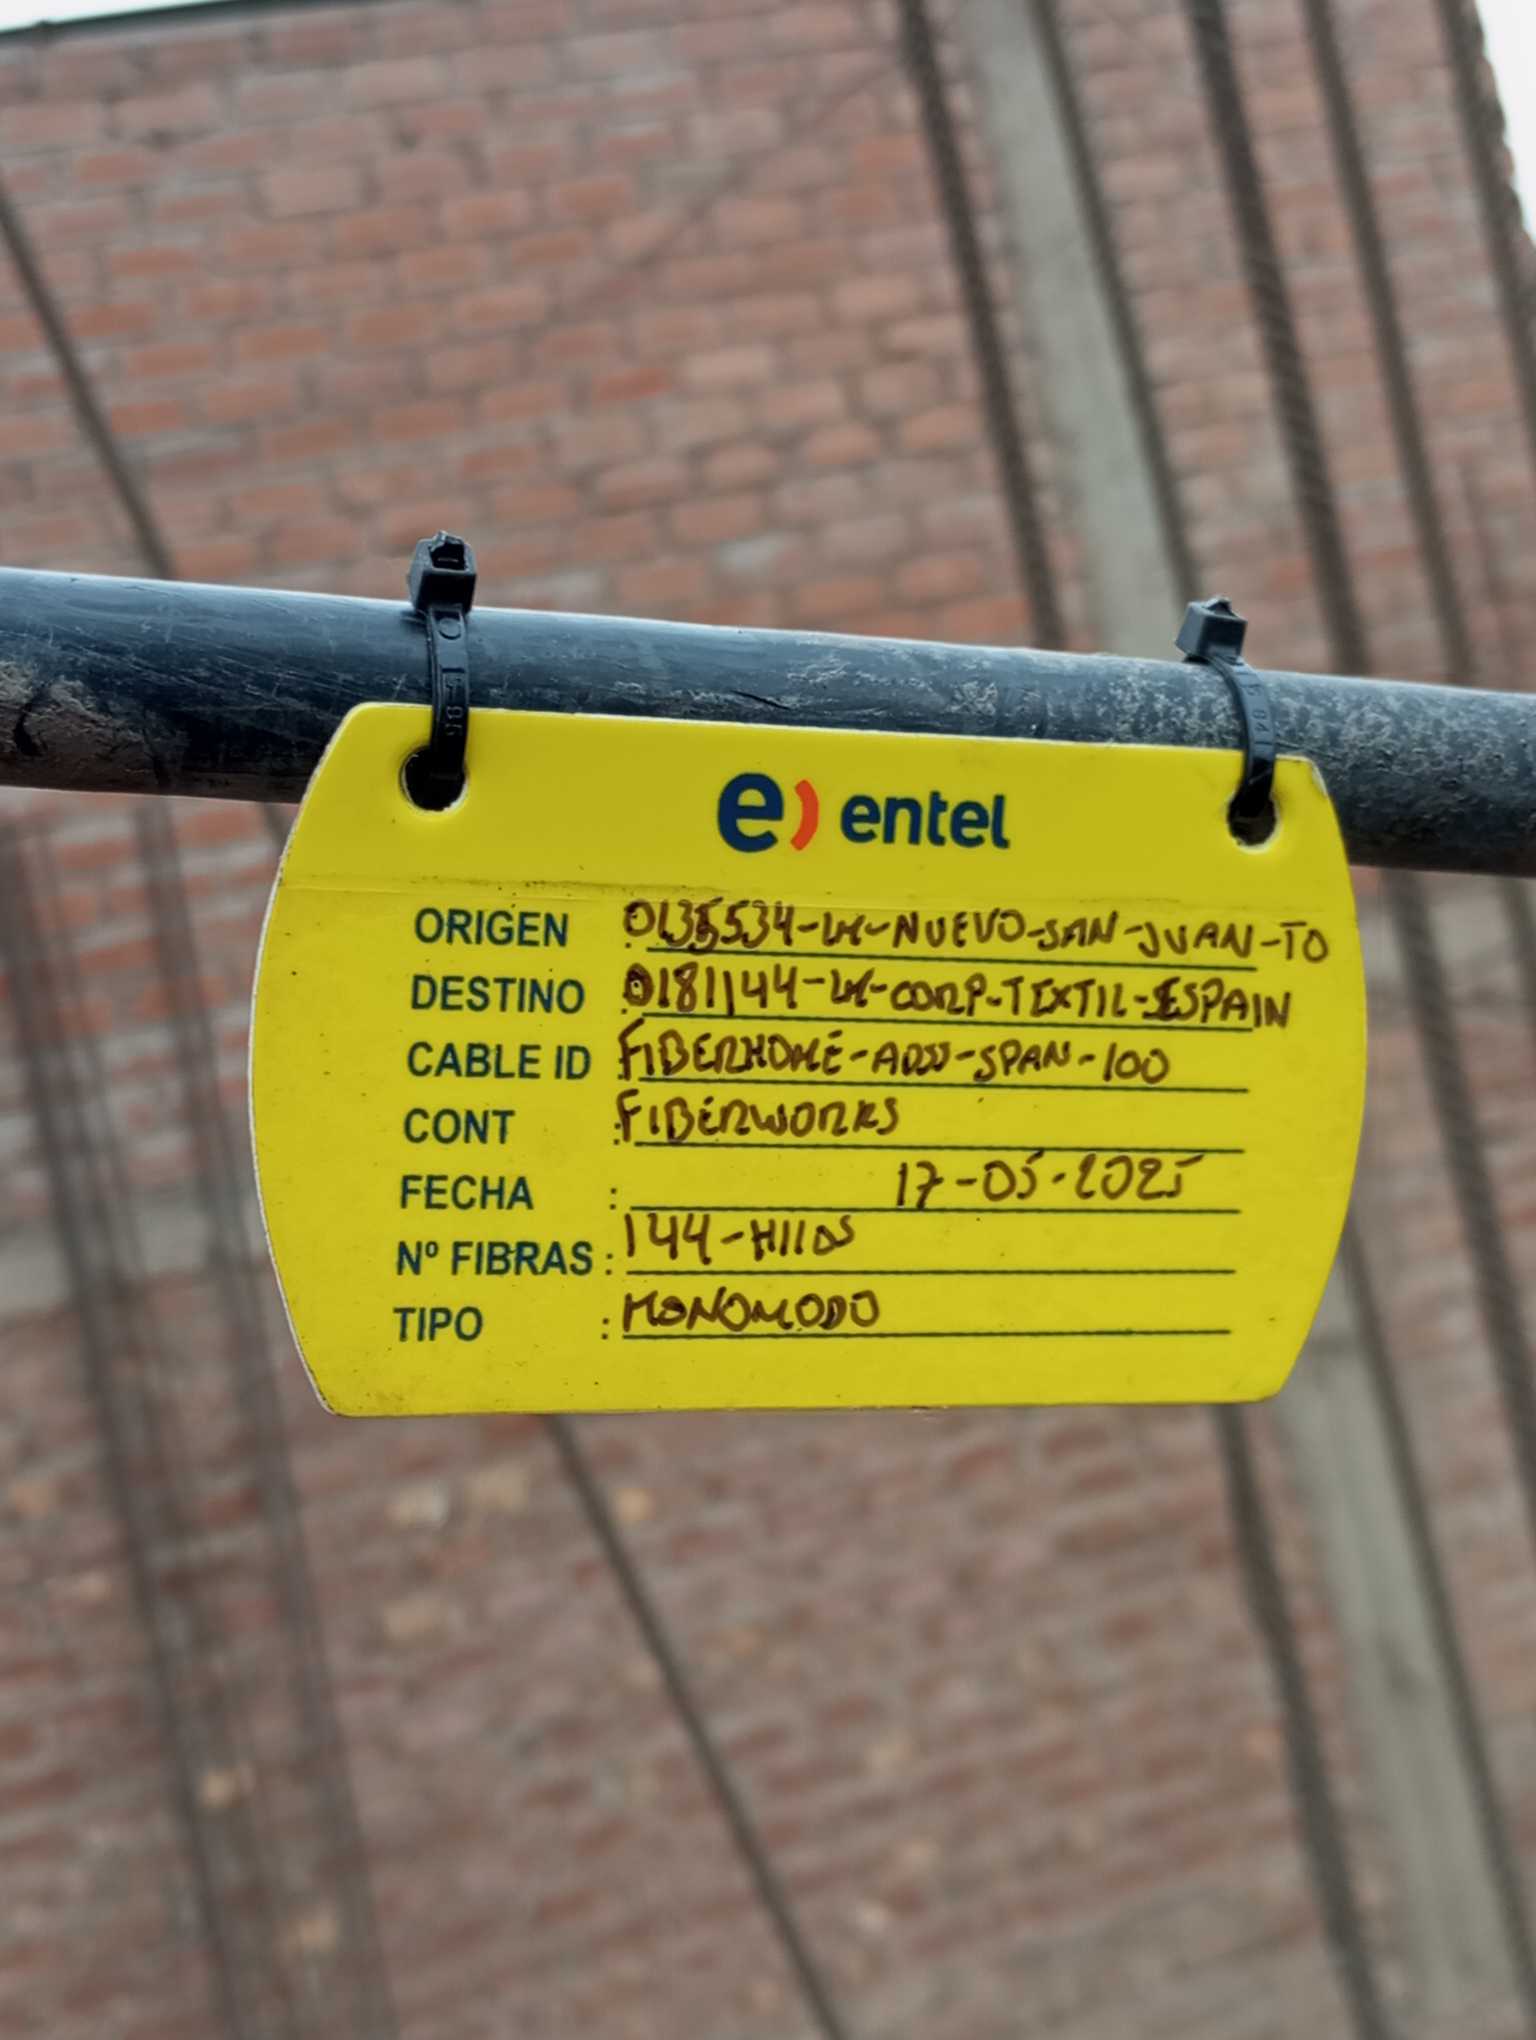 e) entel
ORIGEN : 0135534-LM-NUEVO-SAN-JUAN-TO
DESTINO : 0181144-LM-CORP-TEXTIL-ESPAIN
CABLE ID : FIBERHOME-ADSS-SPAN-100
CONT : FIBERWORKS
FECHA : 17-05-2025
Nº FIBRAS : 144-HILOS
TIPO : MONOMODO